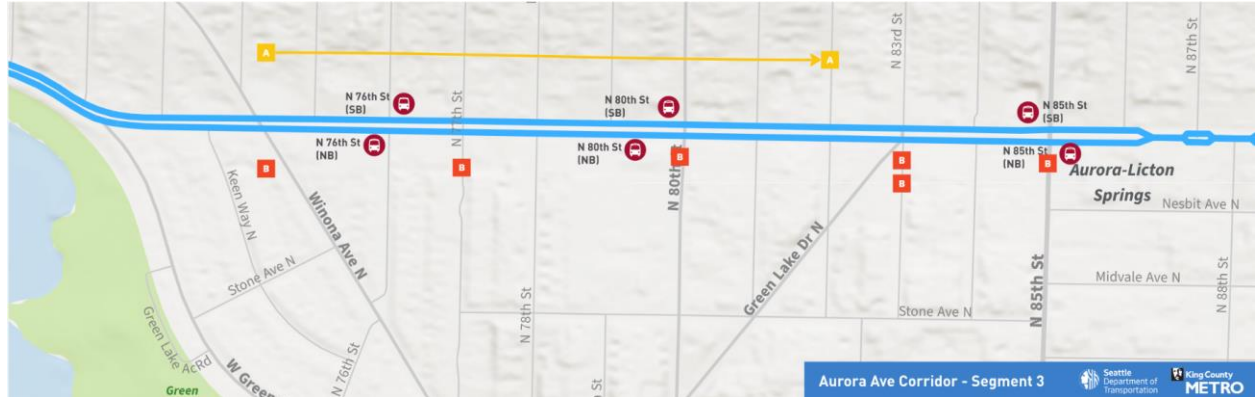 A
A
N 83rd St
N 87th St
N 76th St
(SB)
N 77th St
N 80th St
(SB)
N 85th St
(SB)
N 76th St
(NB)
N 80th St
(NB)
N 85th St
(NB)
B
B
B
B
B
B
Aurora-Licton
Springs
Keen Way N
Winona Ave N
N 80th St
Nesbit Ave N
Stone Ave N
Green Lake Dr N
N 85th St
Midvale Ave N
N 88th St
N 78th St
Stone Ave N
Green Lake
N 76th St
W Green
Green
Aurora Ave Corridor - Segment 3
Seattle
Department of
Transportation
King County
METRO